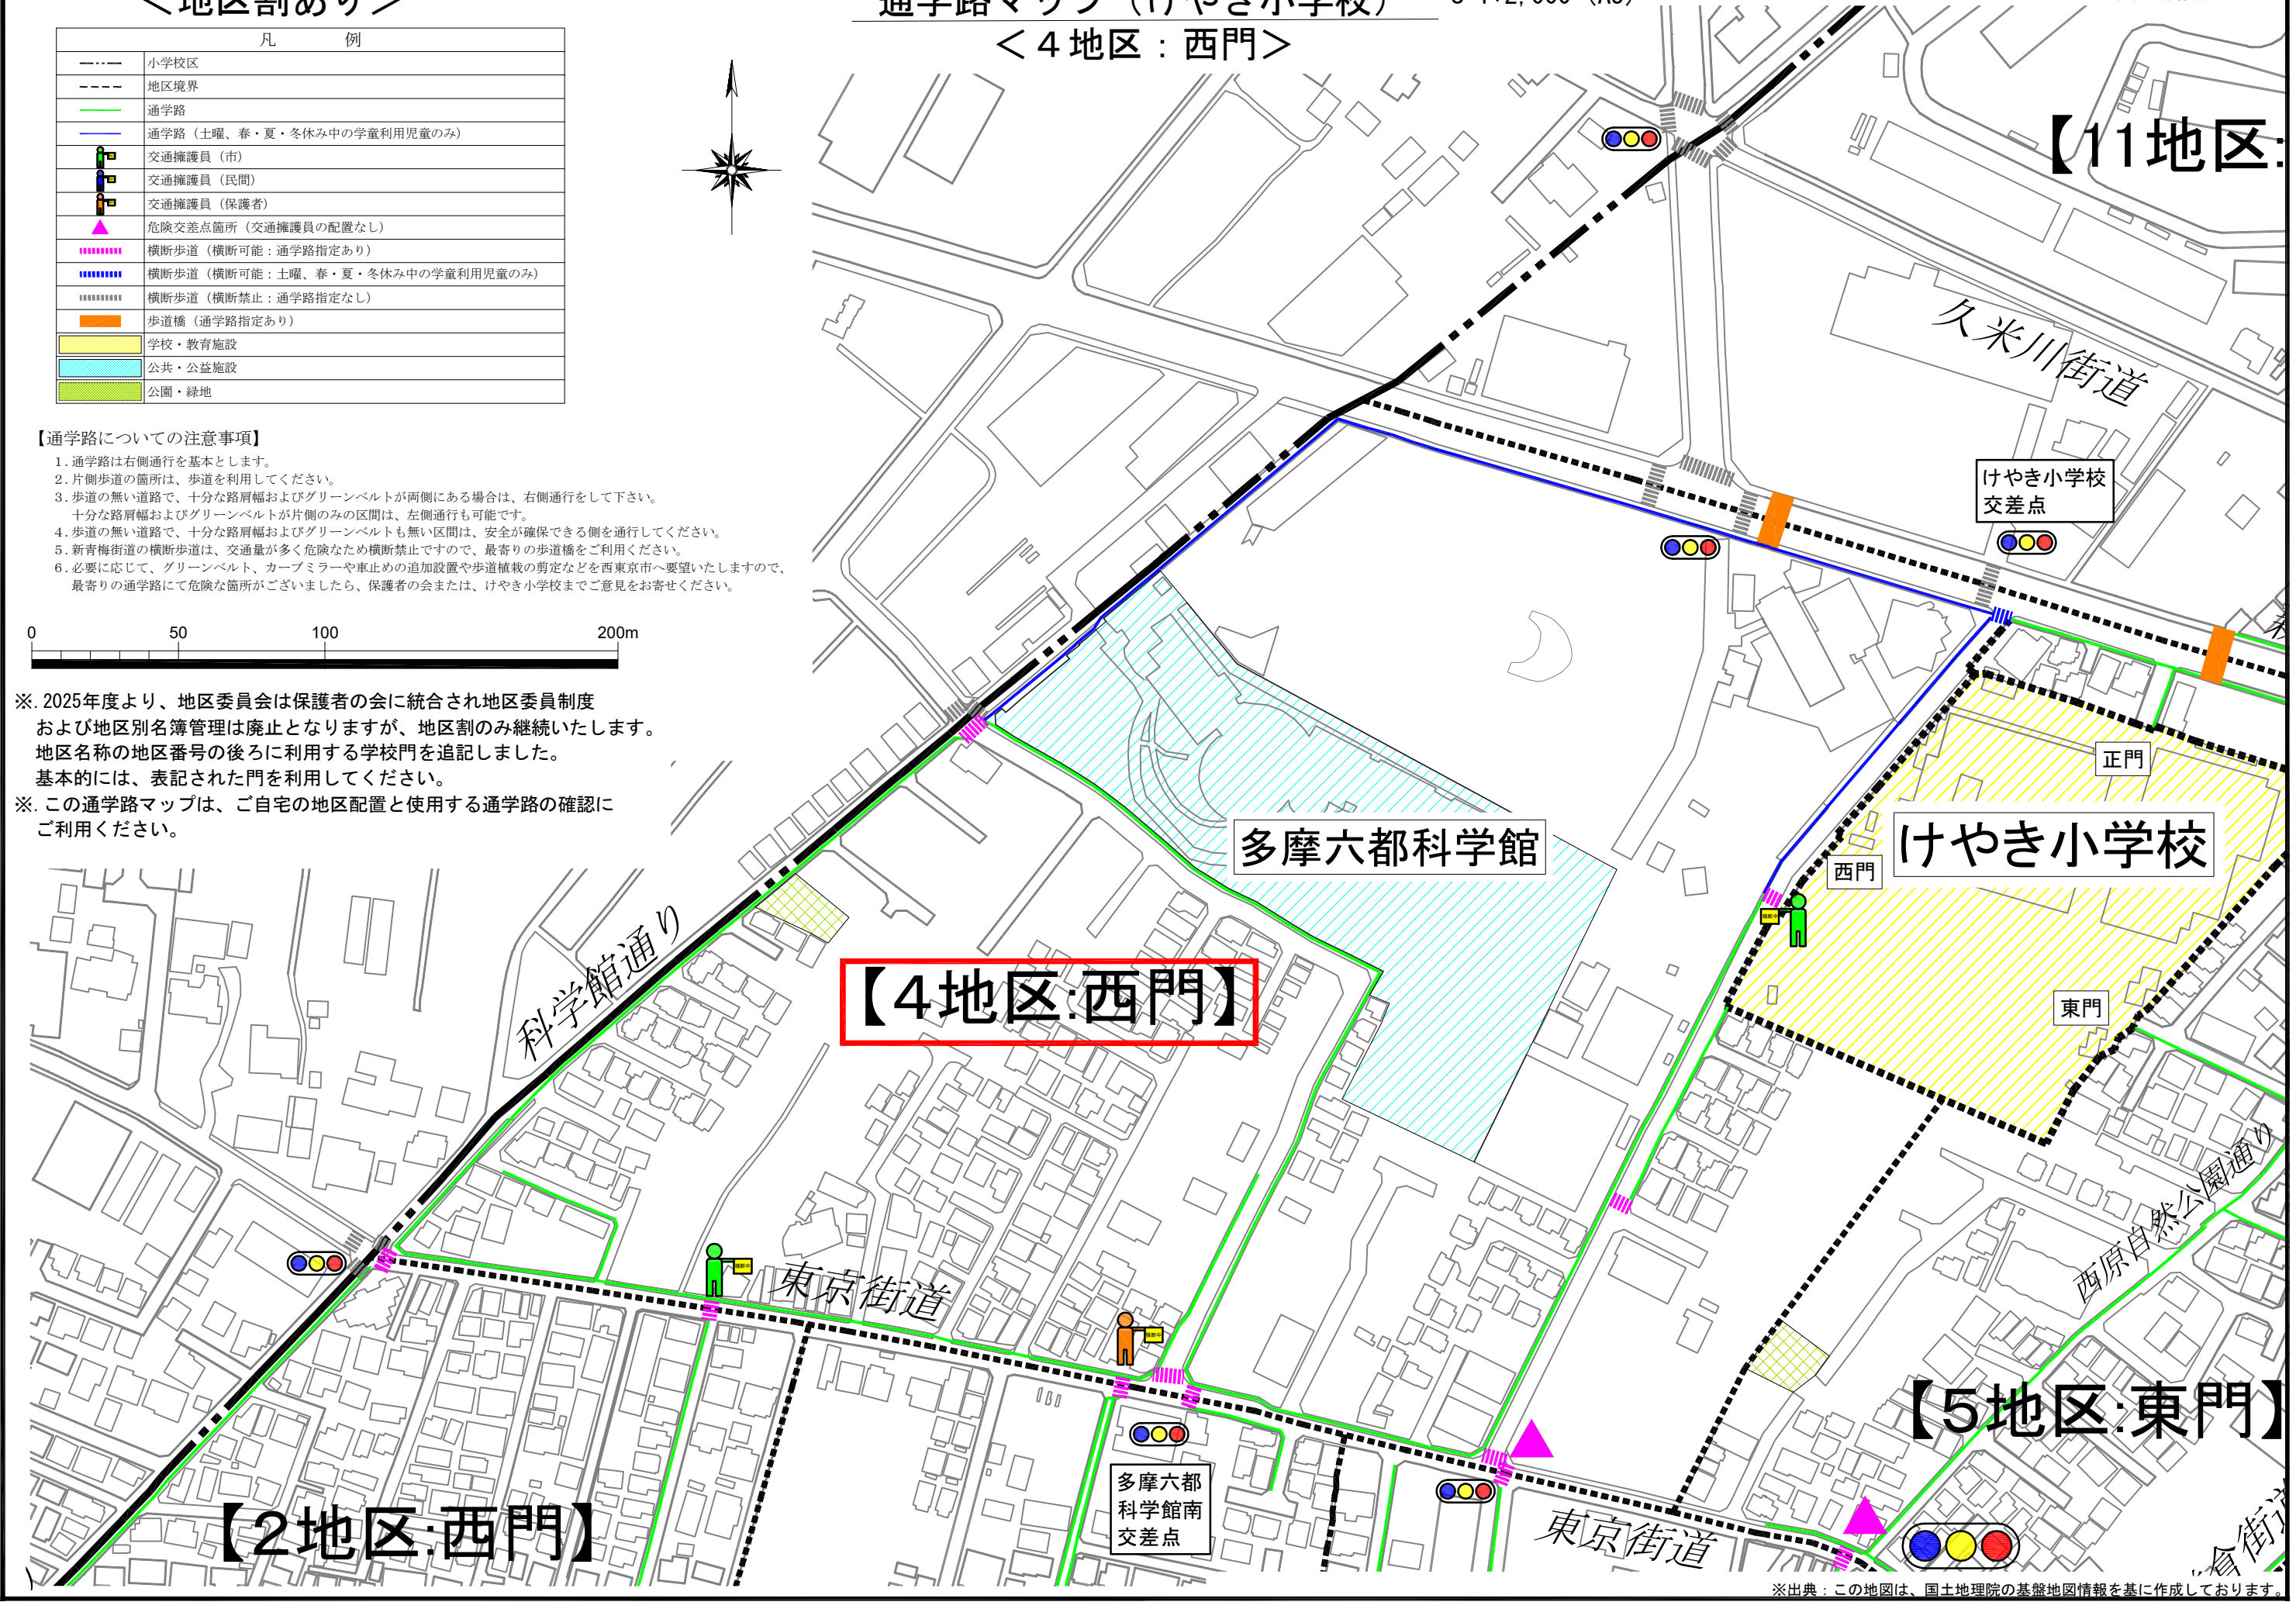 ＜地区割あり＞
通学路マップ（けやき小学校）
＜４地区：西門＞
凡　例
小学校区
地区境界
通学路
通学路（土曜、春・夏・冬休み中の学童利用児童のみ）
交通擁護員（市）
交通擁護員（民間）
交通擁護員（保護者）
危険交差点箇所（交通擁護員の配置なし）
横断歩道（横断可能：通学路指定あり）
横断歩道（横断可能：土曜、春・夏・冬休み中の学童利用児童のみ）
横断歩道（横断禁止：通学路指定なし）
歩道橋（通学路指定あり）
学校・教育施設
公共・公益施設
公園・緑地
【通学路についての注意事項】
1．通学路は右側通行を基本とします。
2．片側歩道の箇所は、歩道を利用してください。
3．歩道の無い道路で、十分な路肩幅およびグリーンベルトが両側にある場合は、右側通行をして下さい。
十分な路肩幅およびグリーンベルトが片側のみの区間は、左側通行も可能です。
4．歩道の無い道路で、十分な路肩幅およびグリーンベルトも無い区間は、安全が確保できる側を通行してください。
5．新青梅街道の横断歩道は、交通量が多く危険なため横断禁止ですので、最寄りの歩道橋をご利用ください。
6．必要に応じて、グリーンベルト、カーブミラーや車止めの追加設置や歩道植栽の剪定などを西東京市へ要望いたしますので、
最寄りの通学路にて危険な箇所がございましたら、保護者の会または、けやき小学校までご意見をお寄せください。
0 50 100 200m
※．2025年度より、地区委員会は保護者の会に統合され地区委員制度
および地区別名簿管理は廃止となりますが、地区割のみ継続いたします。
地区名称の地区番号の後ろに利用する学校門を追記しました。
基本的には、表記された門を利用してください。
※．この通学路マップは、ご自宅の地区配置と使用する通学路の確認に
ご利用ください。
【11地区:
久米川街道
けやき小学校
交差点
正門
けやき小学校
西門
東門
多摩六都科学館
【４地区:西門】
科学館通り
東京街道
西原自然公園通り
【５地区:東門】
【２地区:西門】
多摩六都
科学館南
交差点
東京街道
倉街道
※出典：この地図は、国土地理院の基盤地図情報を基に作成しております。